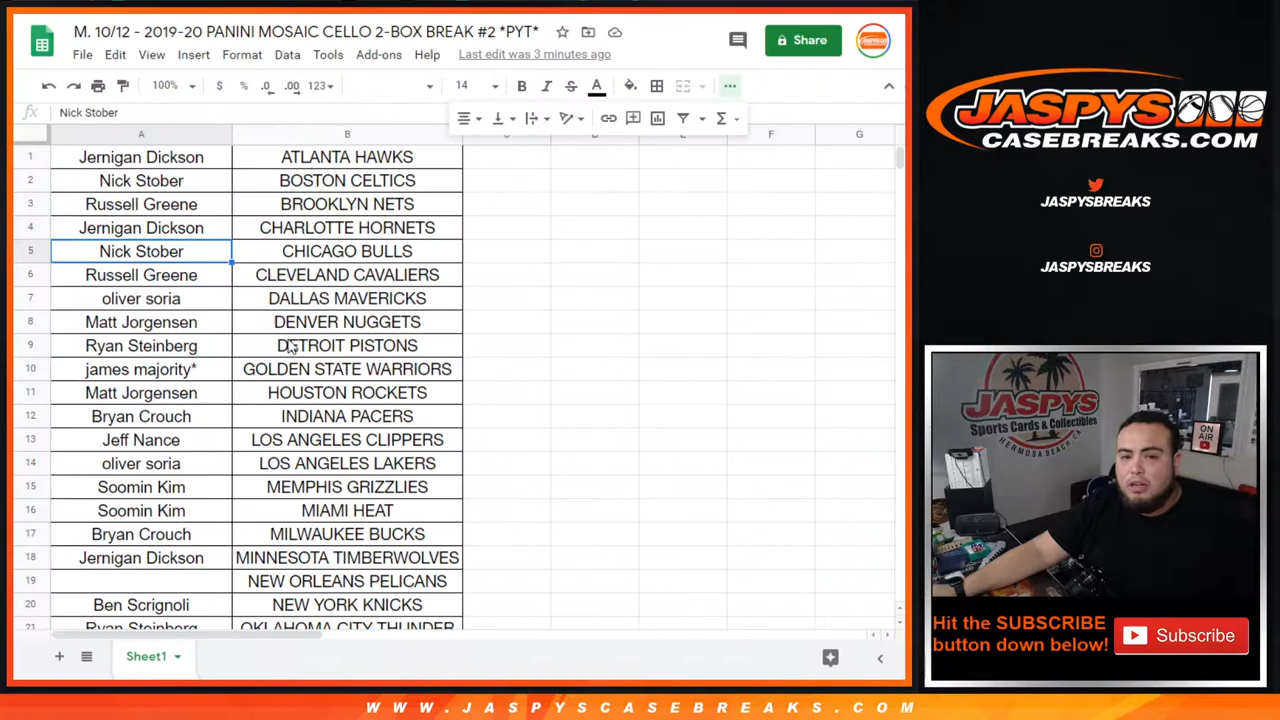 M. 10/12 - 2019-20 PANINI MOSAIC CELLO 2-BOX BREAK #2 *PYT*
File Edit View Insert Format Data Tools Add-ons Help Last edit was 3 minutes ago
Share
100% $ % .0 .00 123 14 B I S A
fx Nick Stober
A B F G
1 Jernigan Dickson ATLANTA HAWKS
2 Nick Stober BOSTON CELTICS
3 Russell Greene BROOKLYN NETS
4 Jernigan Dickson CHARLOTTE HORNETS
5 Nick Stober CHICAGO BULLS
6 Russell Greene CLEVELAND CAVALIERS
7 oliver soria DALLAS MAVERICKS
8 Matt Jorgensen DENVER NUGGETS
9 Ryan Steinberg DETROIT PISTONS
10 james majority* GOLDEN STATE WARRIORS
11 Matt Jorgensen HOUSTON ROCKETS
12 Bryan Crouch INDIANA PACERS
13 Jeff Nance LOS ANGELES CLIPPERS
14 oliver soria LOS ANGELES LAKERS
15 Soomin Kim MEMPHIS GRIZZLIES
16 Soomin Kim MIAMI HEAT
17 Bryan Crouch MILWAUKEE BUCKS
18 Jernigan Dickson MINNESOTA TIMBERWOLVES
19 NEW ORLEANS PELICANS
20 Ben Scrignoli NEW YORK KNICKS
21 Ryan Steinberg OKLAHOMA CITY THUNDER
Sheet1
JASPYS
CASEBREAKS.COM
JASPYSBREAKS
JASPYSBREAKS
JASPYS
Sports Cards & Collectibles
HERMOSA BEACH, CA
ON
AIR
Hit the SUBSCRIBE
button down below!
Subscribe
WWW.JASPYSCASEBREAKS.COM